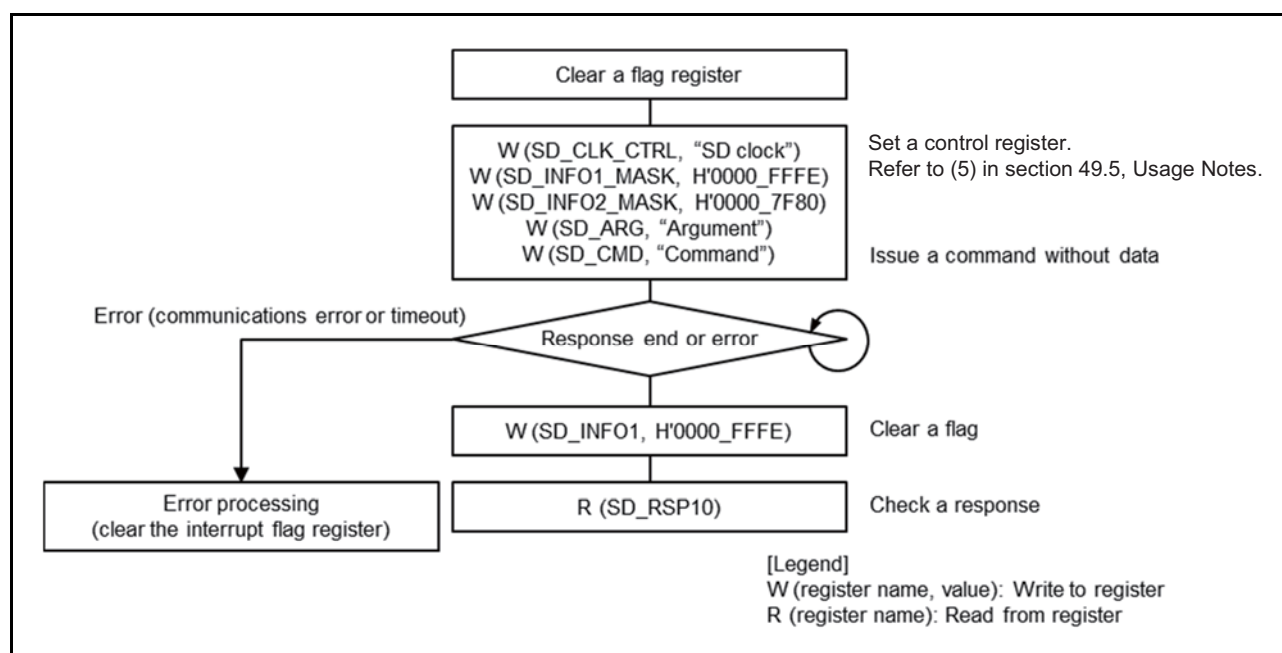 Clear a flag register
W (SD_CLK_CTRL, “SD clock”)
W (SD_INFO1_MASK, H'0000_FFFE)
W (SD_INFO2_MASK, H'0000_7F80)
W (SD_ARG, “Argument”)
W (SD_CMD, “Command”)
Set a control register.
Refer to (5) in section 49.5, Usage Notes.
Issue a command without data
Error (communications error or timeout)
Response end or error
W (SD_INFO1, H'0000_FFFE)
Clear a flag
Error processing
(clear the interrupt flag register)
R (SD_RSP10)
Check a response
[Legend]
W (register name, value): Write to register
R (register name): Read from register